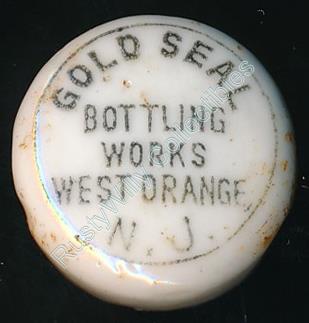 GOLD SEAL
BOTTLING
WORKS
WEST ORANGE,
N.J.